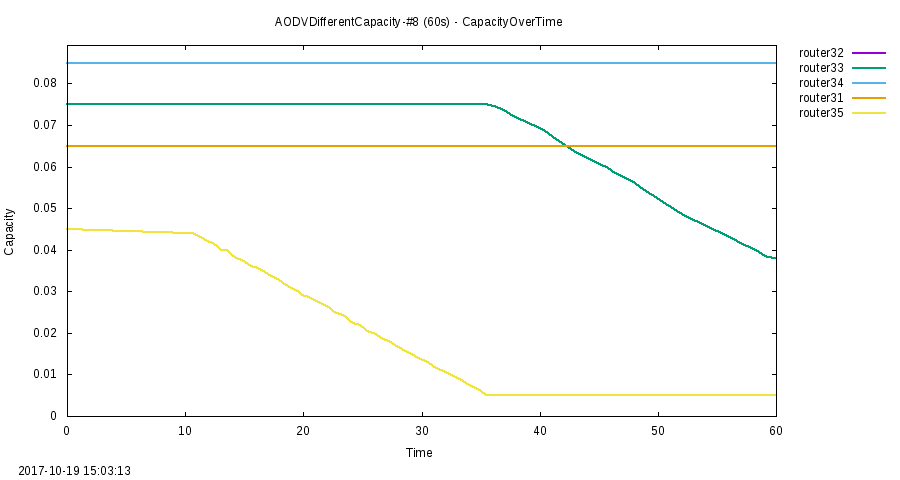 AODVDifferentCapacity-#8 (60s) - CapacityOverTime
router32
router33
router34
router31
router35
0.08
0.07
0.06
0.05
0.04
0.03
0.02
0.01
0
Capacity
0 10 20 30 40 50 60
Time
2017-10-19 15:03:13